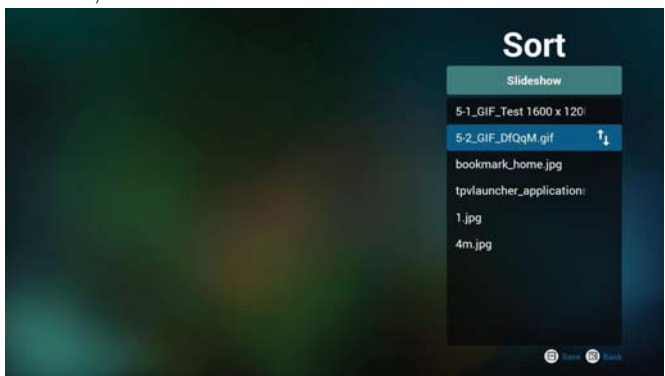 Sort
Slideshow
5-1_GIF_Test 1600 x 120
5-2_GIF_DfQqM.gif
bookmark_home.jpg
tpvlauncher_application
1.jpg
4m.jpg
Save Back